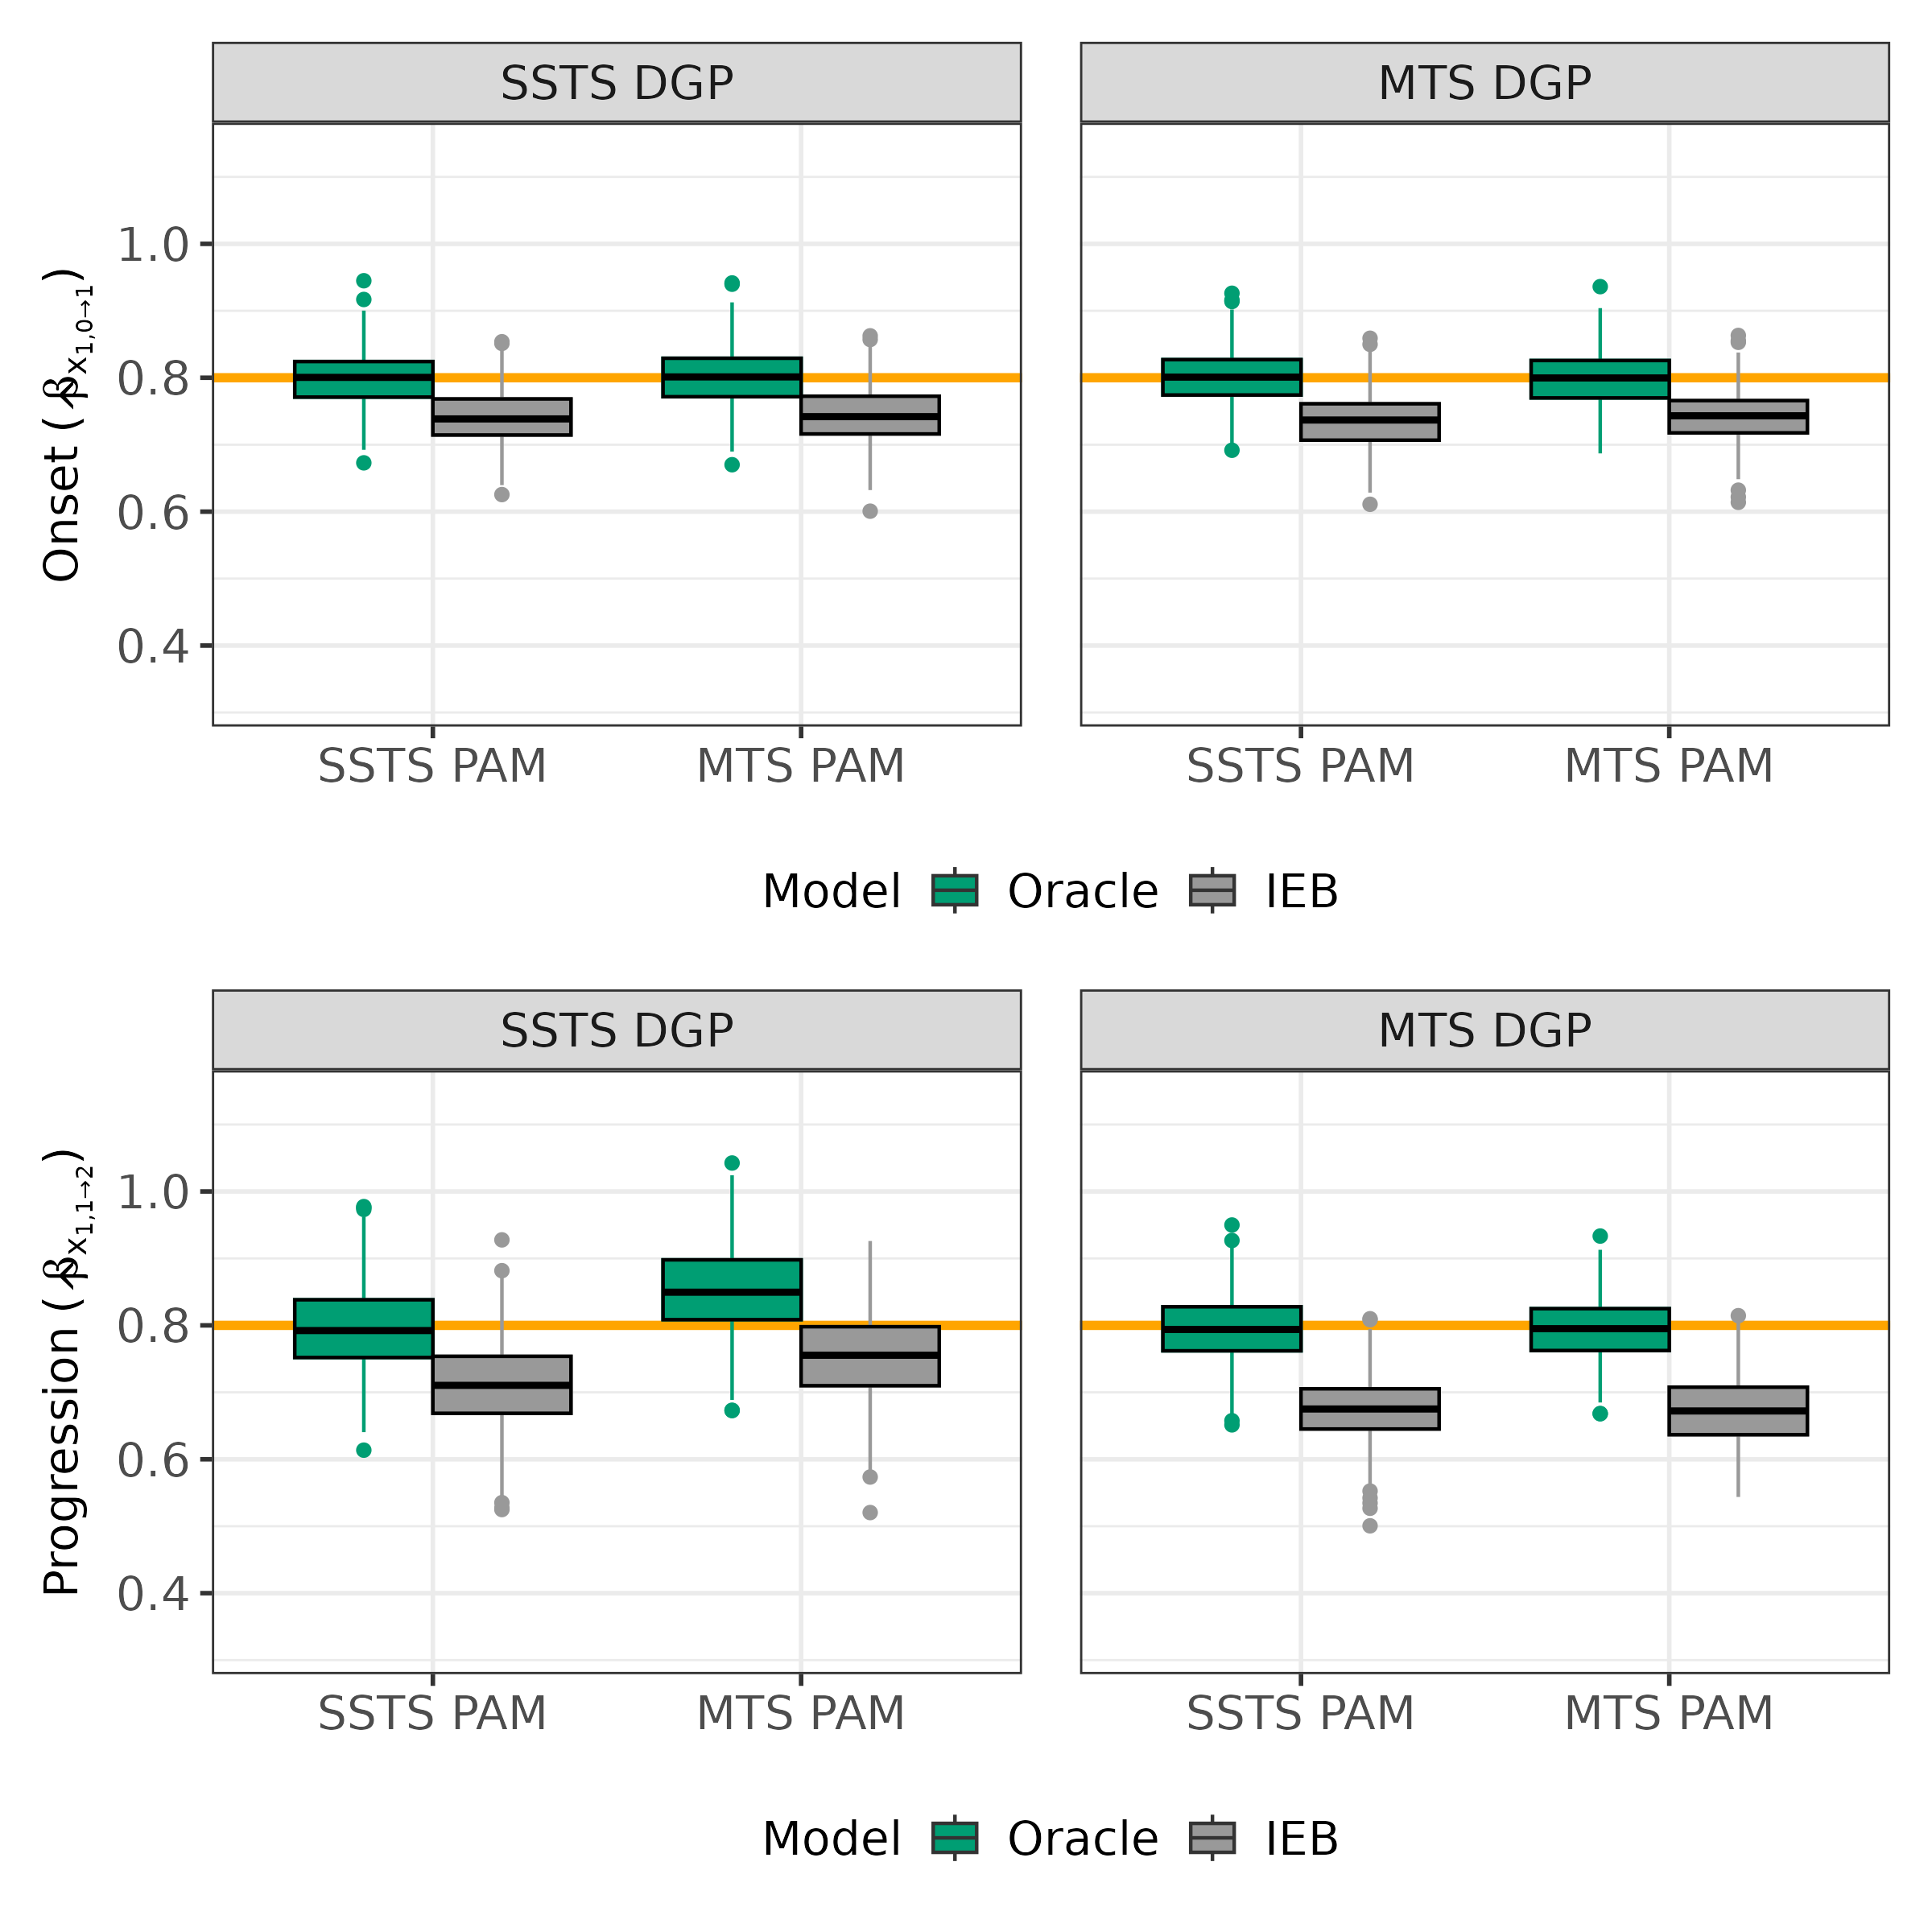 SSTS DGP MTS DGP
Onset (β̂x1,0→1)
1.0
0.8
0.6
0.4
SSTS PAM MTS PAM SSTS PAM MTS PAM
Model Oracle IEB
SSTS DGP MTS DGP
Progression (β̂x1,1→2)
1.0
0.8
0.6
0.4
SSTS PAM MTS PAM SSTS PAM MTS PAM
Model Oracle IEB